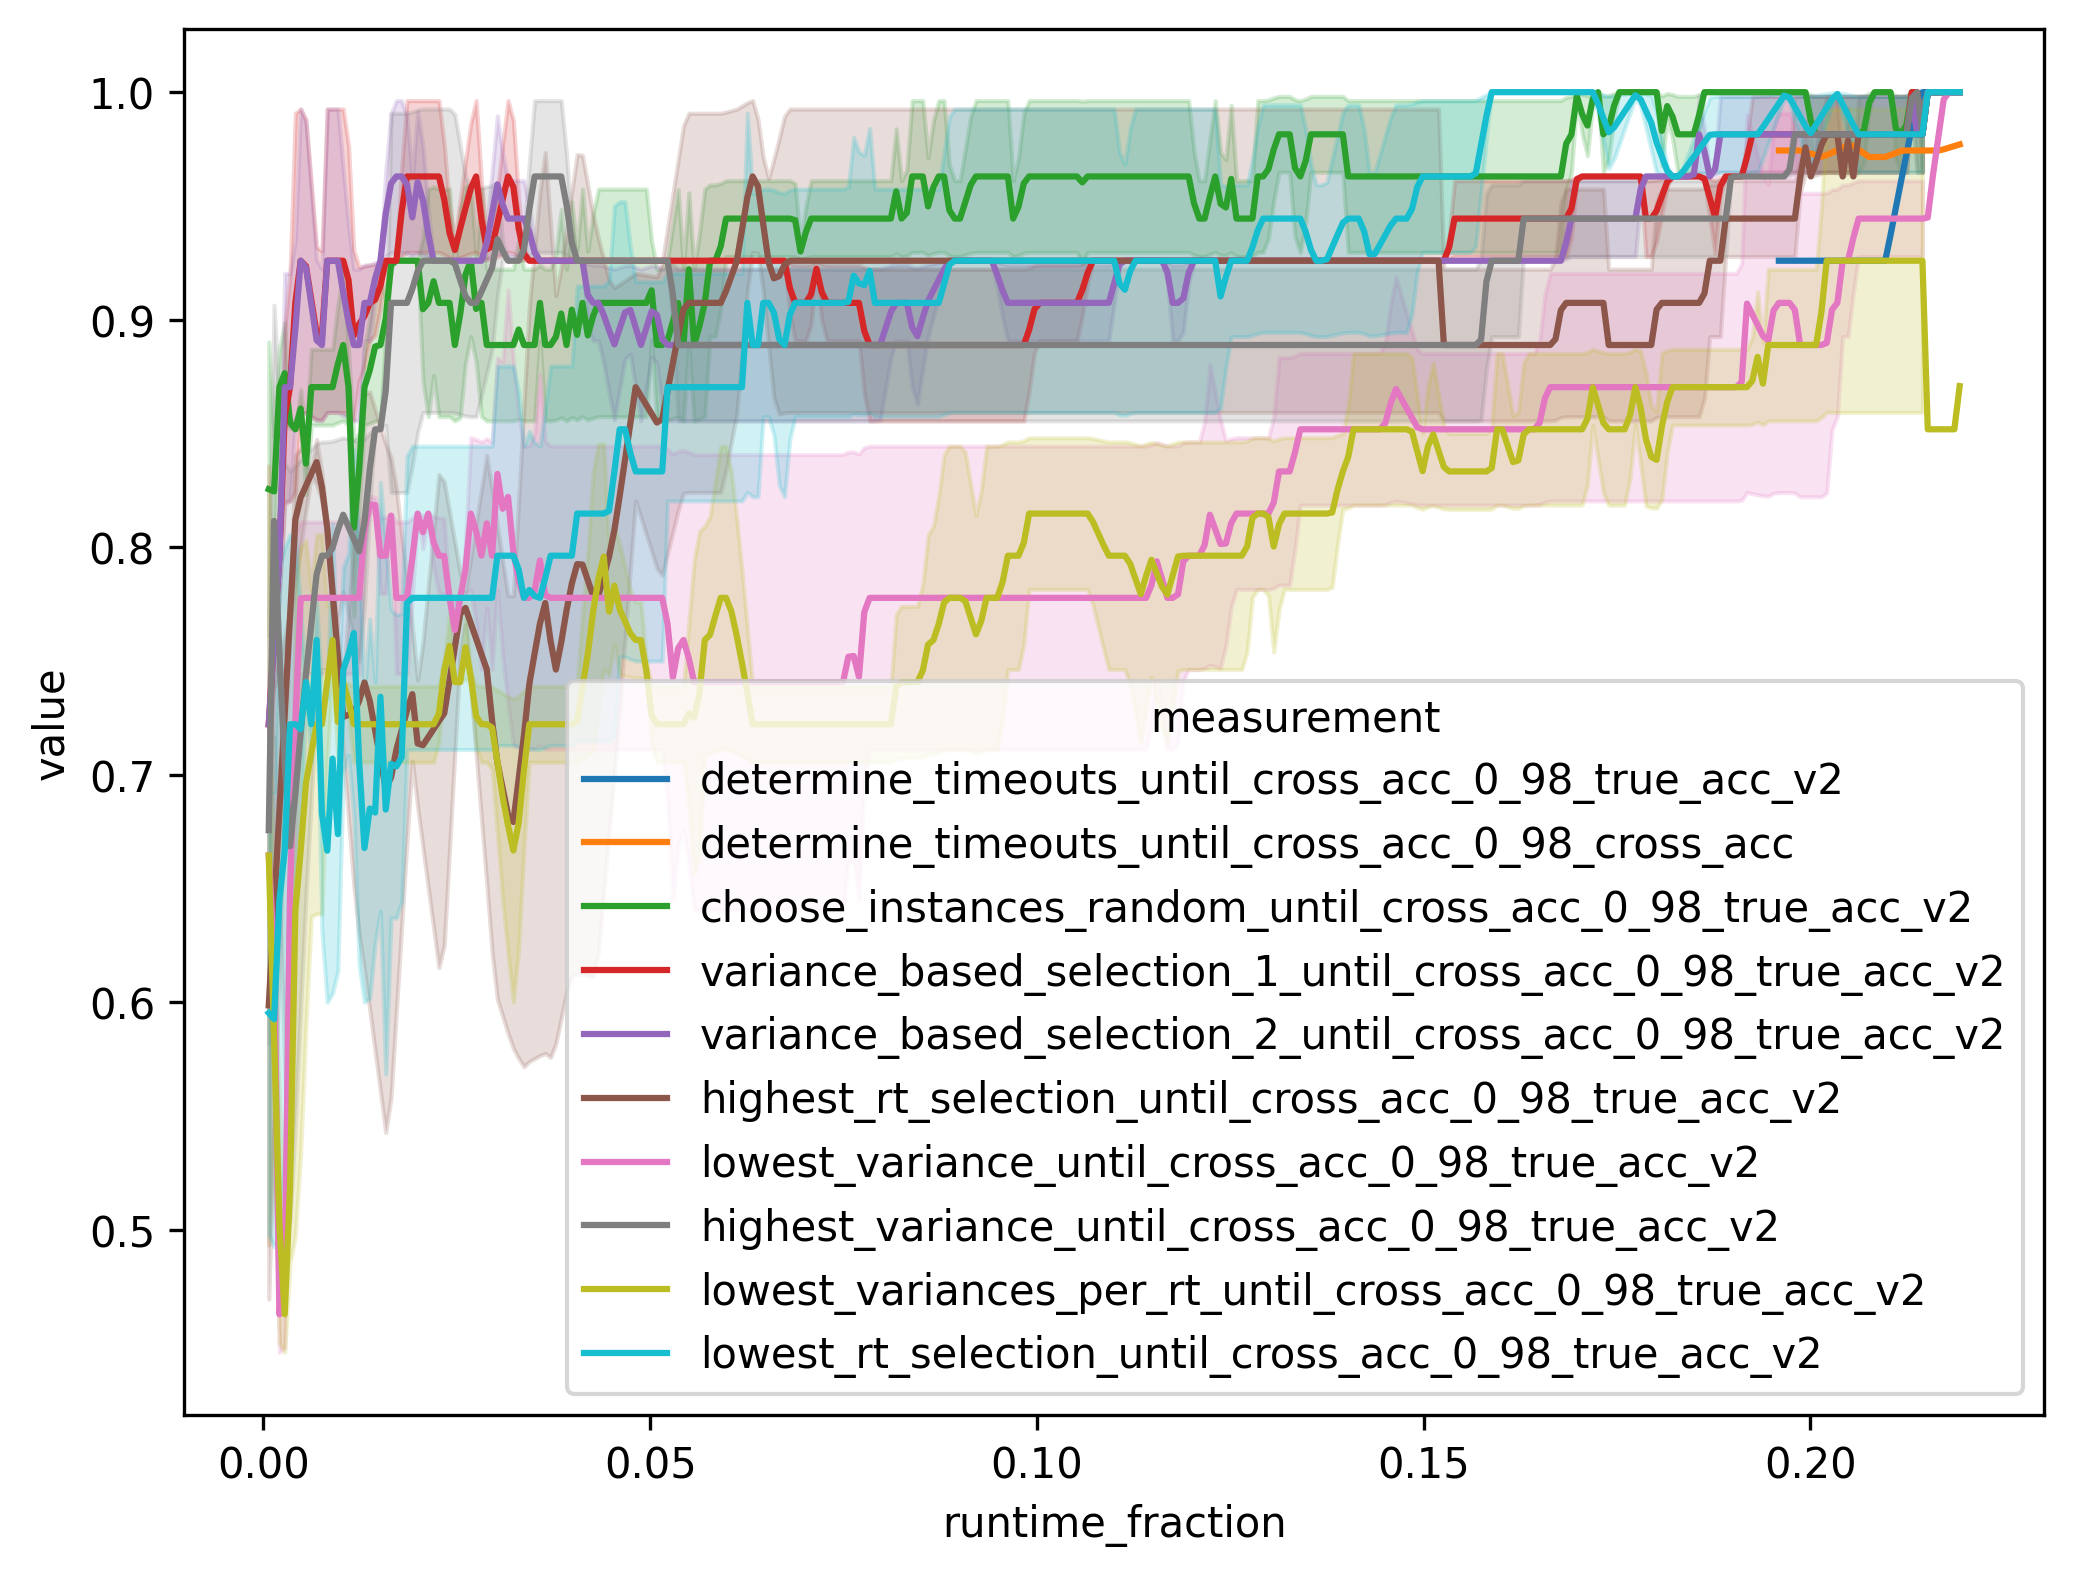 1.0
0.9
0.8
0.7
0.6
0.5
value
measurement
determine_timeouts_until_cross_acc_0_98_true_acc_v2
determine_timeouts_until_cross_acc_0_98_cross_acc
choose_instances_random_until_cross_acc_0_98_true_acc_v2
variance_based_selection_1_until_cross_acc_0_98_true_acc_v2
variance_based_selection_2_until_cross_acc_0_98_true_acc_v2
highest_rt_selection_until_cross_acc_0_98_true_acc_v2
lowest_variance_until_cross_acc_0_98_true_acc_v2
highest_variance_until_cross_acc_0_98_true_acc_v2
lowest_variances_per_rt_until_cross_acc_0_98_true_acc_v2
lowest_rt_selection_until_cross_acc_0_98_true_acc_v2
0.00 0.05 0.10 0.15 0.20
runtime_fraction